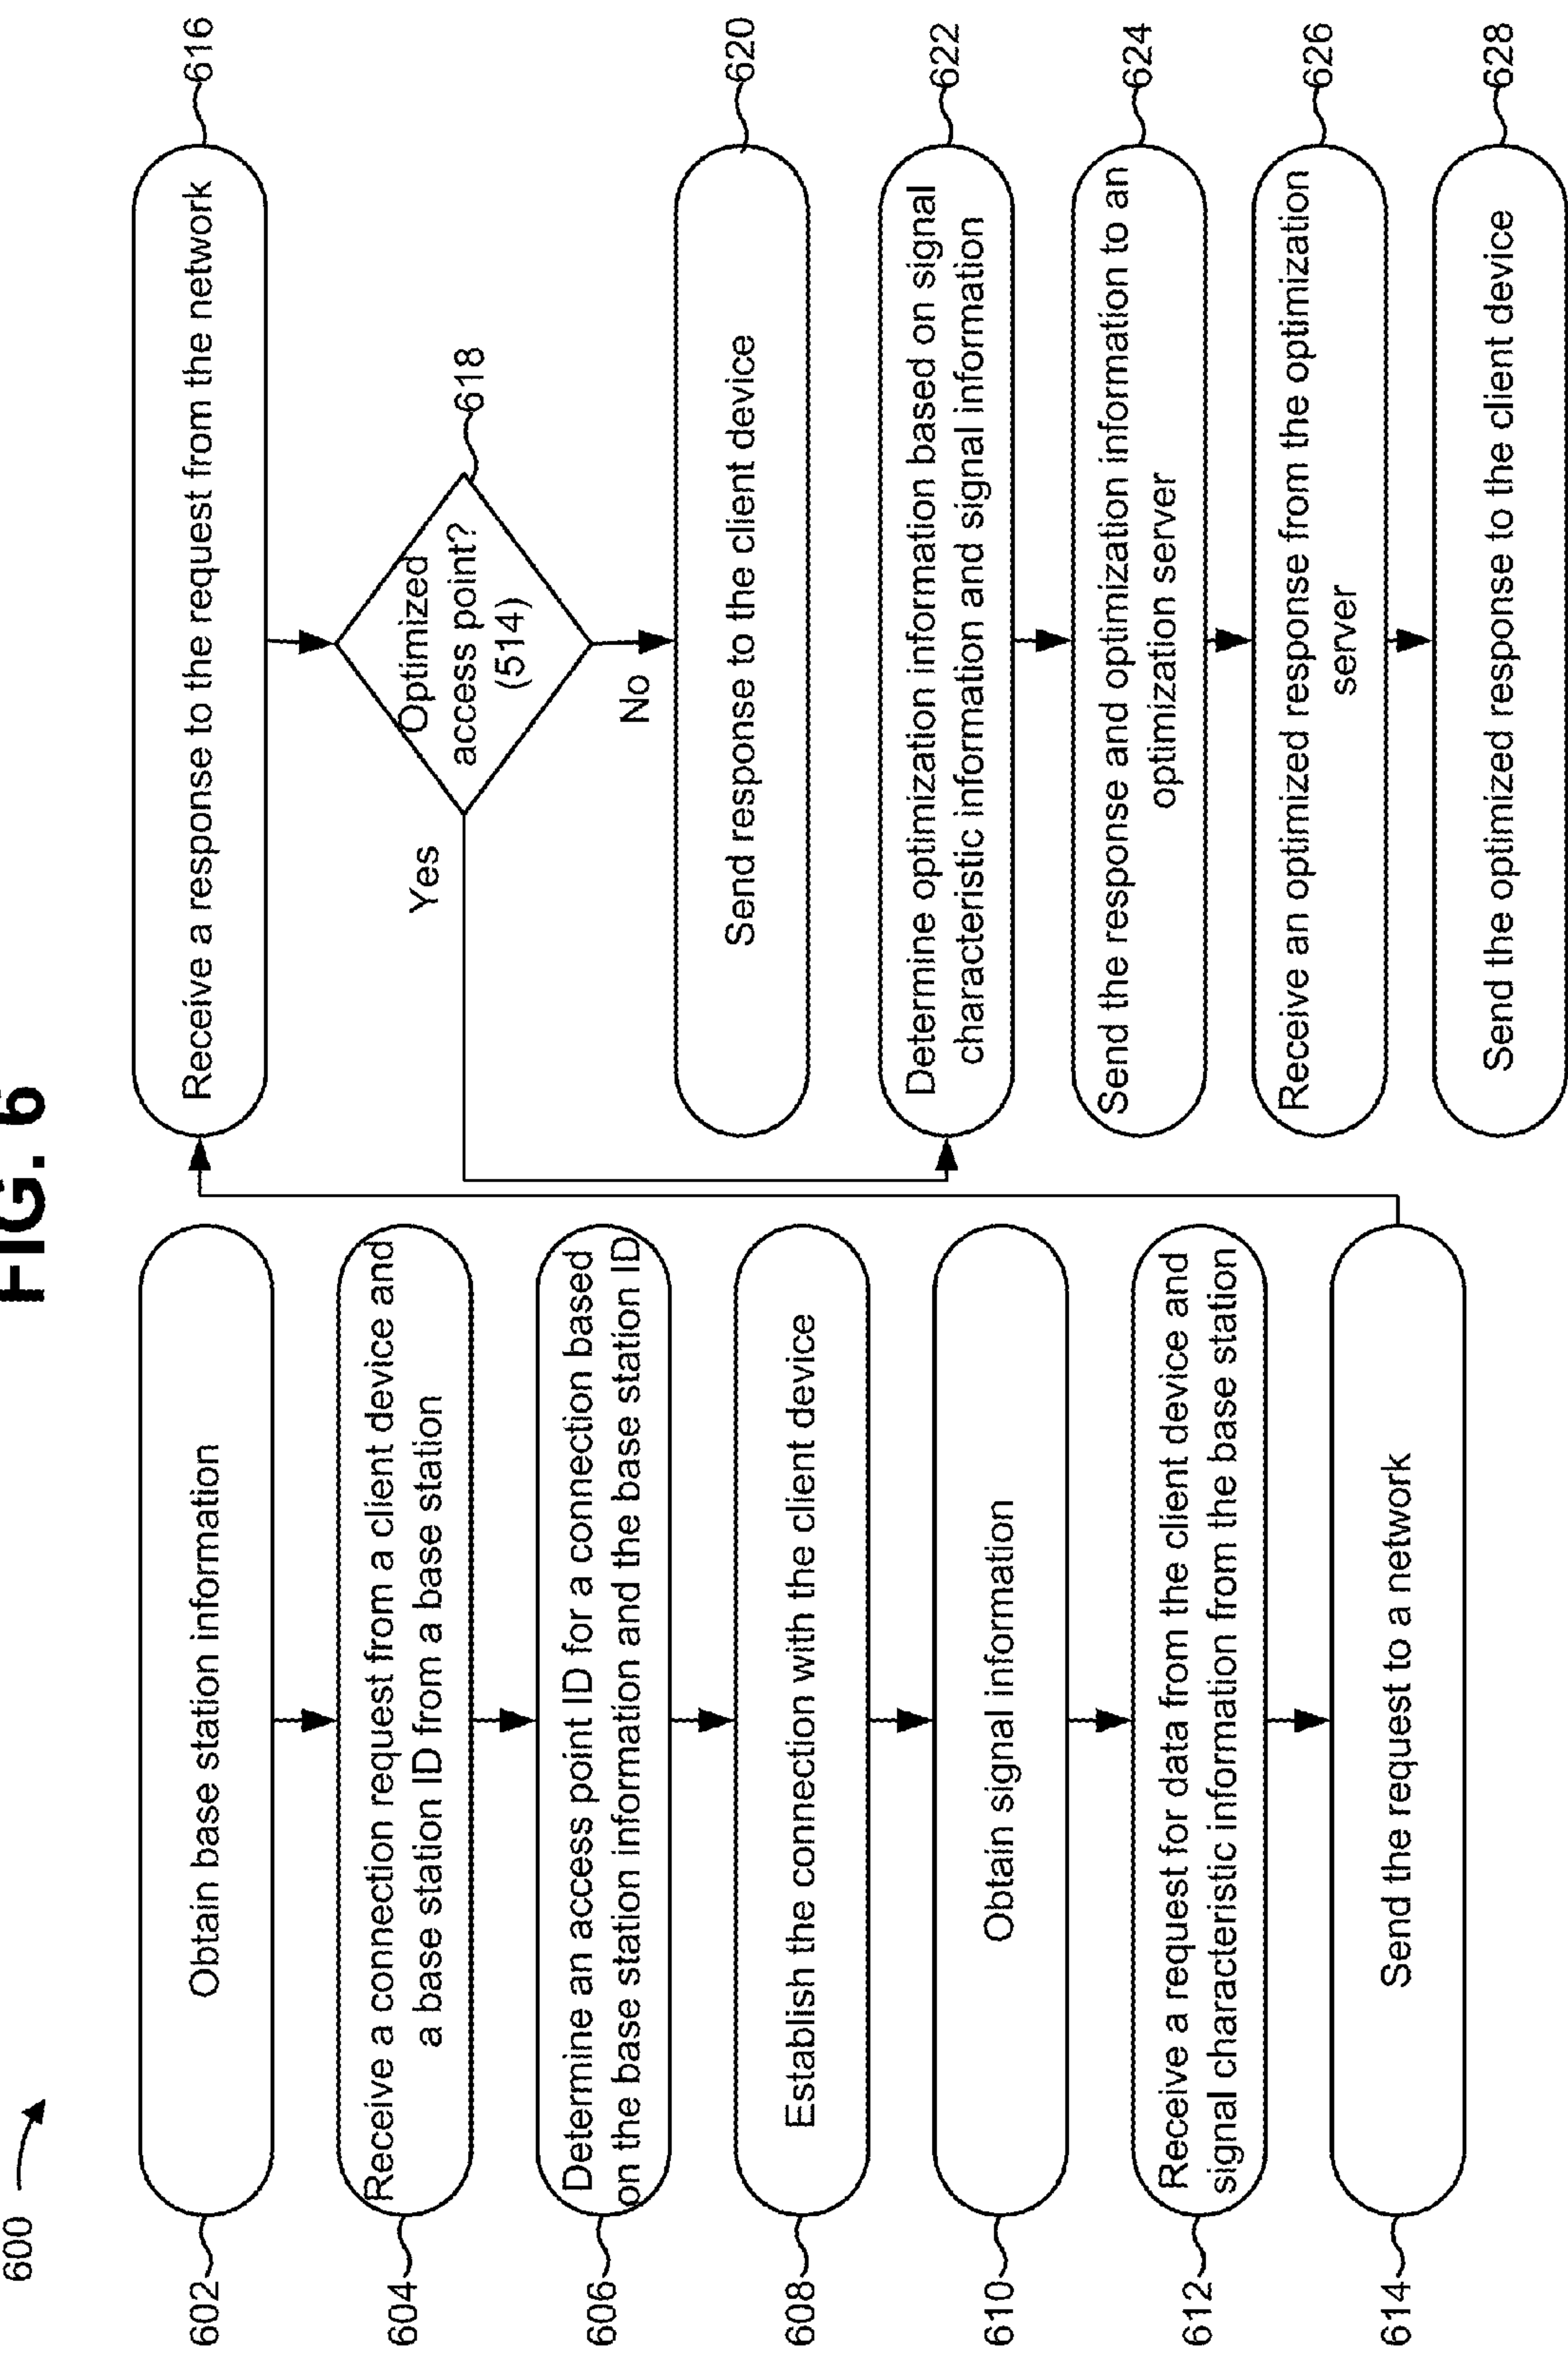 FIG. 6
600
602
Obtain base station information
604
Receive a connection request from a client device and
a base station ID from a base station
606
Determine an access point ID for a connection based
on the base station information and the base station ID
608
Establish the connection with the client device
610
Obtain signal information
612
Receive a request for data from the client device and
signal characteristic information from the base station
614
Send the request to a network
616
Receive a response to the request from the network
618
Optimized
access point?
(514)
Yes
No
620
Send response to the client device
622
Determine optimization information based on signal
characteristic information and signal information
624
Send the response and optimization information to an
optimization server
626
Receive an optimized response from the optimization
server
628
Send the optimized response to the client device